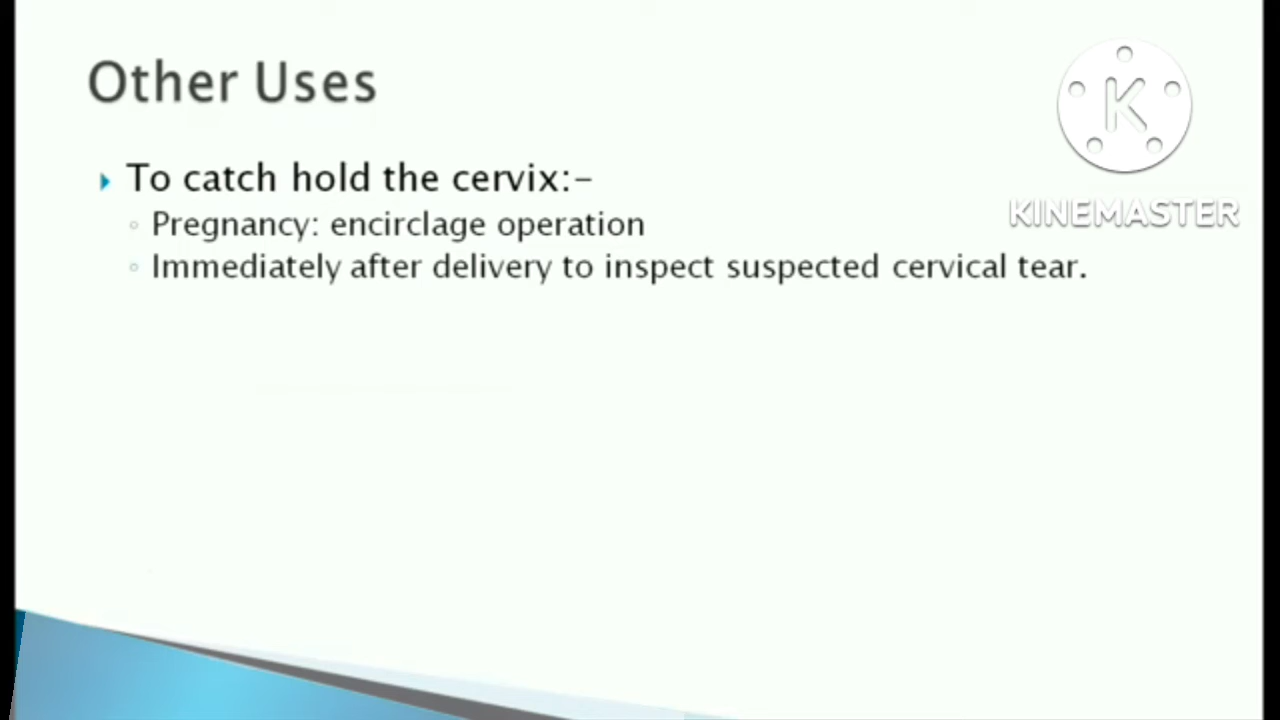 Other Uses
K
KINEMASTER
To catch hold the cervix:-
Pregnancy: encirclage operation
Immediately after delivery to inspect suspected cervical tear.